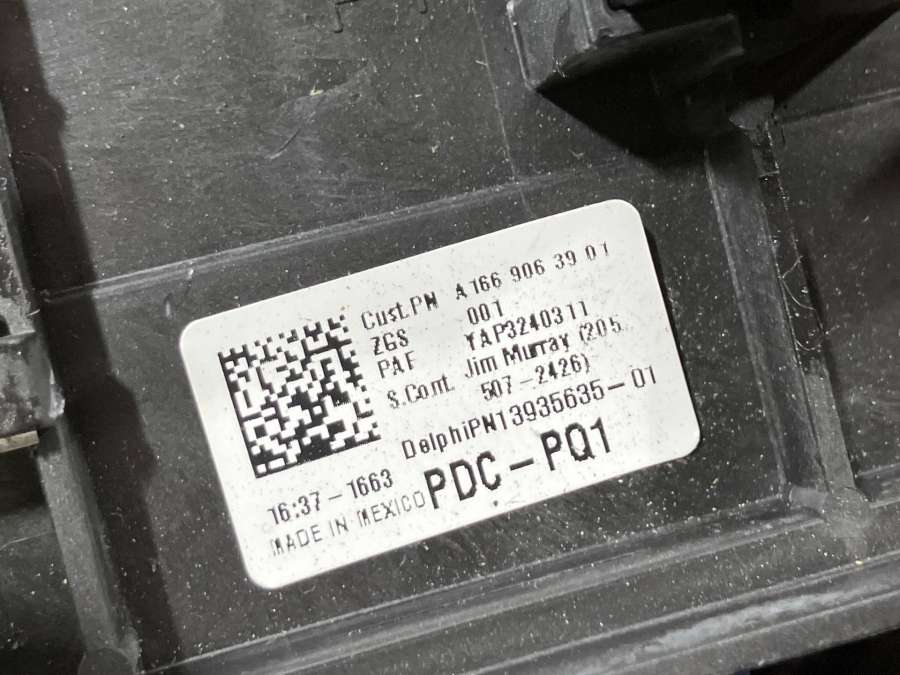 Cust.PN A 166 906 39 01
ZGS 001
PAF YAP3240311
S.Cont. Jim Murray (205
507-2426)
DelphiPN13935635-01
16:37-1663 PDC-PQ1
MADE IN MEXICO